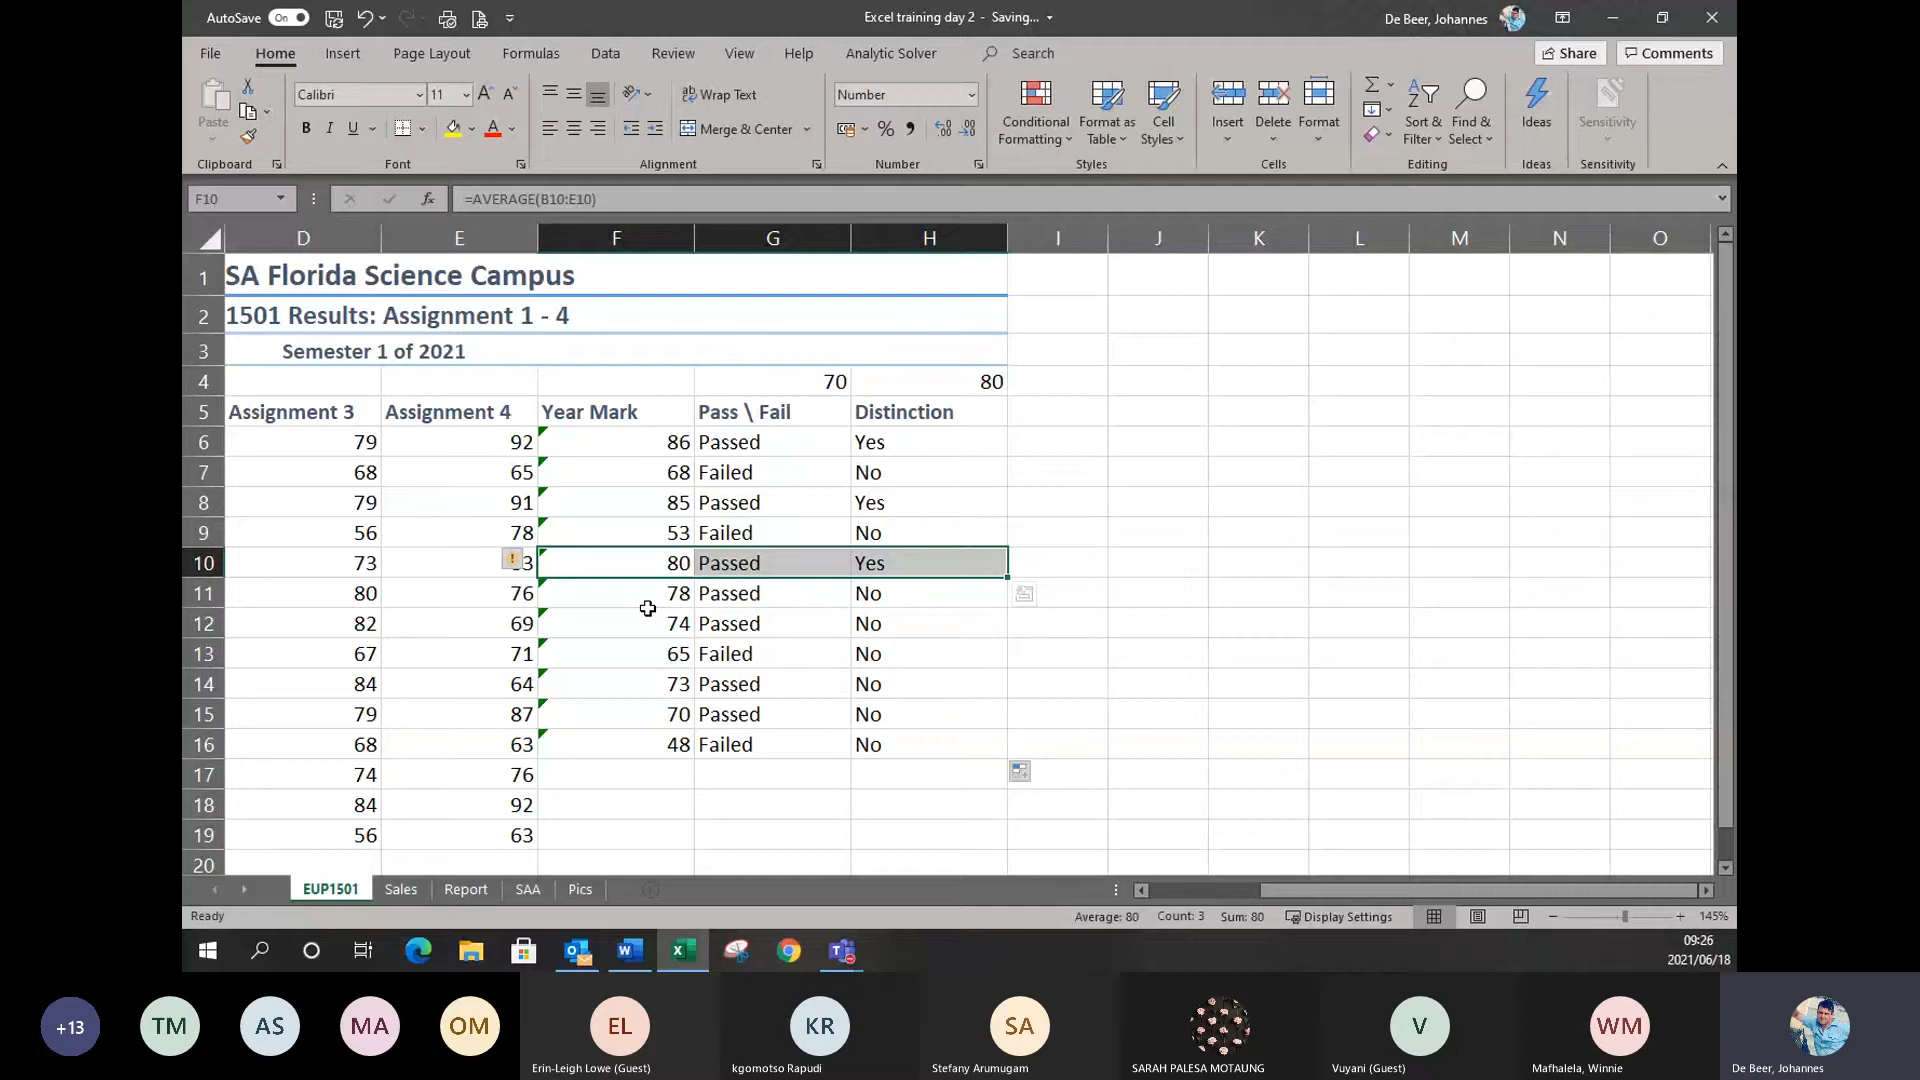 AutoSave On
Excel training day 2 - Saving...
De Beer, Johannes
File Home Insert Page Layout Formulas Data Review View Help Analytic Solver Search Share Comments
Calibri 11 Wrap Text Number
Paste Conditional Format as Cell Insert Delete Format Sort & Find & Ideas Sensitivity
B I U Merge & Center % Formatting Table Styles Filter Select
Clipboard Font Alignment Number Styles Cells Editing Ideas Sensitivity
F10 fx =AVERAGE(B10:E10)
D E F G H I J K L M N O
1 SA Florida Science Campus
2 1501 Results: Assignment 1 - 4
3 Semester 1 of 2021
4 70 80
5 Assignment 3 Assignment 4 Year Mark Pass \ Fail Distinction
6 79 92 86 Passed Yes
7 68 65 68 Failed No
8 79 91 85 Passed Yes
9 56 78 53 Failed No
10 73 3 80 Passed Yes
11 80 76 78 Passed No
12 82 69 74 Passed No
13 67 71 65 Failed No
14 84 64 73 Passed No
15 79 87 70 Passed No
16 68 63 48 Failed No
17 74 76
18 84 92
19 56 63
20
EUP1501 Sales Report SAA Pics
Ready Average: 80 Count: 3 Sum: 80 Display Settings 145%
09:26
2021/06/18
+13 TM AS MA OM EL KR SA V WM
Erin-Leigh Lowe (Guest) kgomotso Rapudi Stefany Arumugam SARAH PALESA MOTAUNG Vuyani (Guest) Mafhalela, Winnie De Beer, Johannes